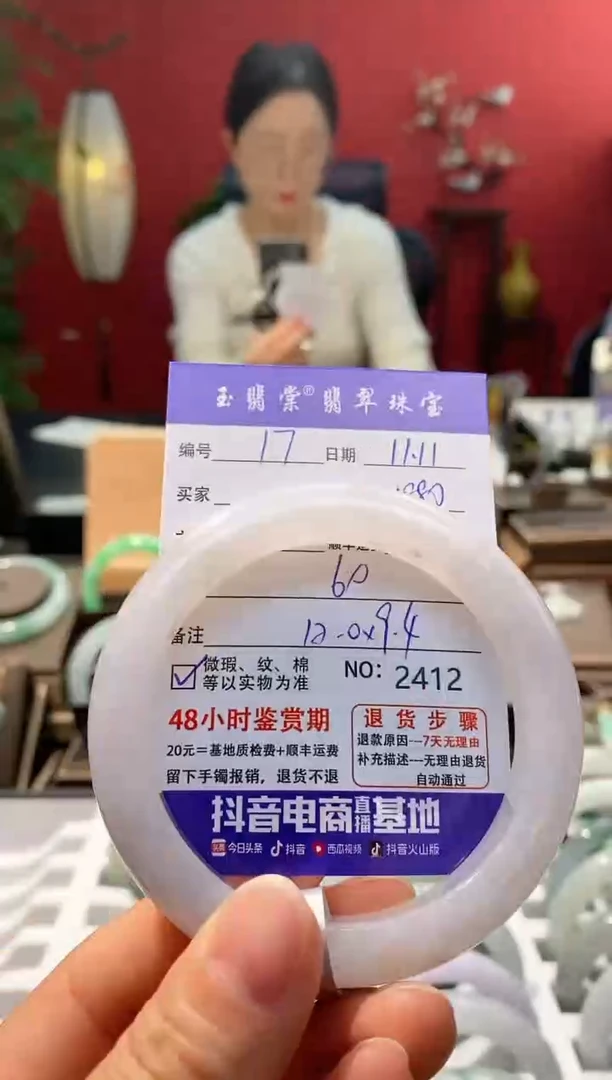 玉翡棠® 翡翠珠宝
编号 17 日期 11.11
买家
60
备注 12.0x9.4
微瑕、纹、棉
等以实物为准
NO: 2412
48小时鉴赏期
20元=基地质检费+顺丰运费
留下手镯报销，退货不退
退货步骤
退款原因---7天无理由
补充描述---无理由退货
自动通过
抖音电商直播基地
头条 今日头条 抖音 西瓜视频 抖音火山版